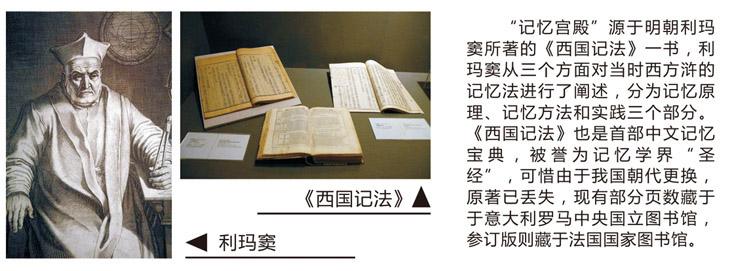 “记忆宫殿”源于明朝利玛
窦所著的《西国记法》一书，利
玛窦从三个方面对当时西方浒的
记忆法进行了阐述，分为记忆原
理、记忆方法和实践三个部分。
《西国记法》也是首部中文记忆
宝典，被誉为记忆学界“圣
经”，可惜由于我国朝代更换，
原著已丢失，现有部分页数藏于
于意大利罗马中央国立图书馆，
参订版则藏于法国国家图书馆。
《西国记法》
利玛窦